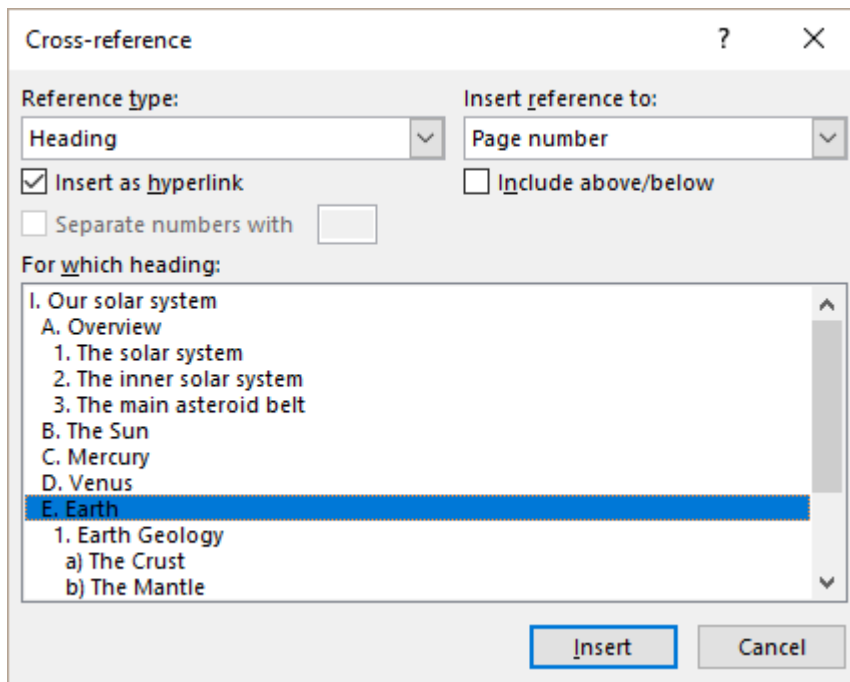 Cross-reference ?
Reference type: Insert reference to:
Heading Page number
Insert as hyperlink Include above/below
Separate numbers with
For which heading:
I. Our solar system
A. Overview
1. The solar system
2. The inner solar system
3. The main asteroid belt
B. The Sun
C. Mercury
D. Venus
E. Earth
1. Earth Geology
a) The Crust
b) The Mantle
Insert Cancel